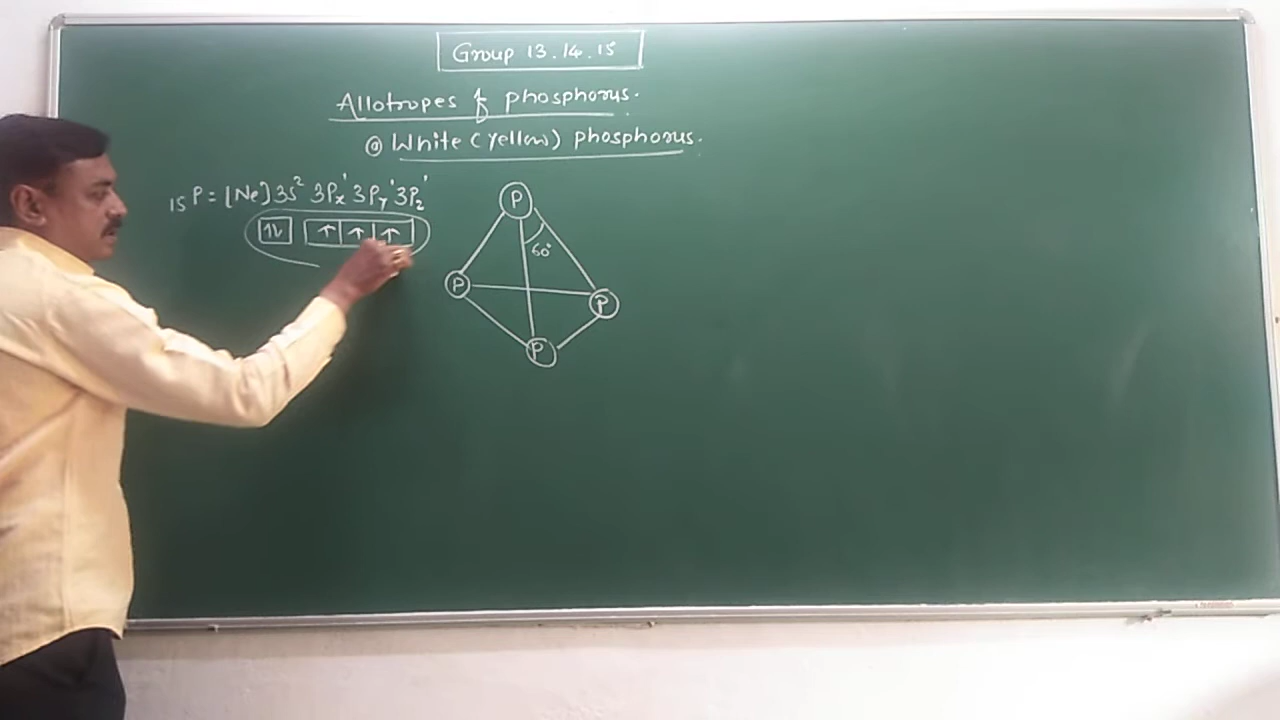 Group 13.14.15
Allotropes of phosphorus.
ⓐ White (yellow) phosphorus.
₁₅P = [Ne] 3s² 3Px¹ 3Py¹ 3Pz¹
↑↓ ↑ ↑ ↑
P
60°
P
P
P